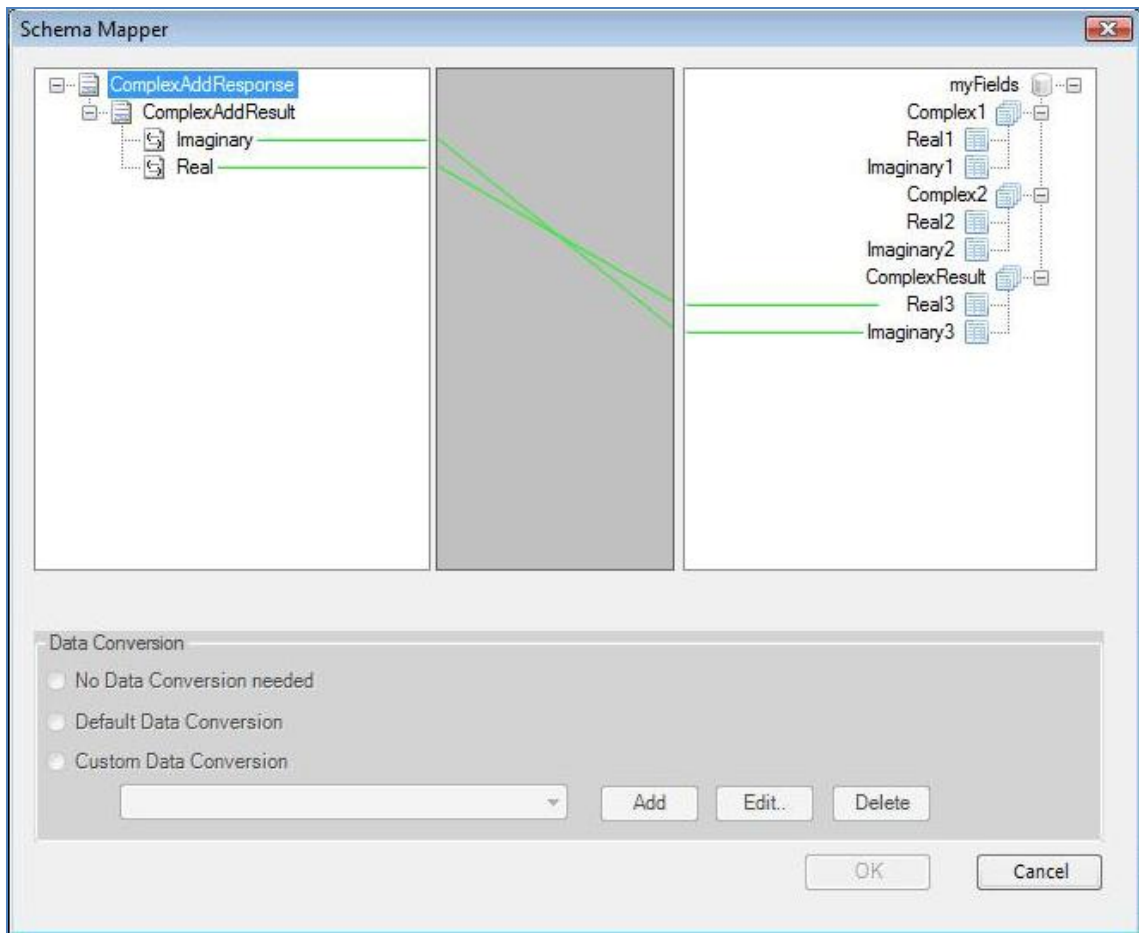 Schema Mapper
ComplexAddResponse
ComplexAddResult
Imaginary
Real
myFields
Complex1
Real1
Imaginary1
Complex2
Real2
Imaginary2
ComplexResult
Real3
Imaginary3
Data Conversion
No Data Conversion needed
Default Data Conversion
Custom Data Conversion
Add Edit.. Delete
OK Cancel